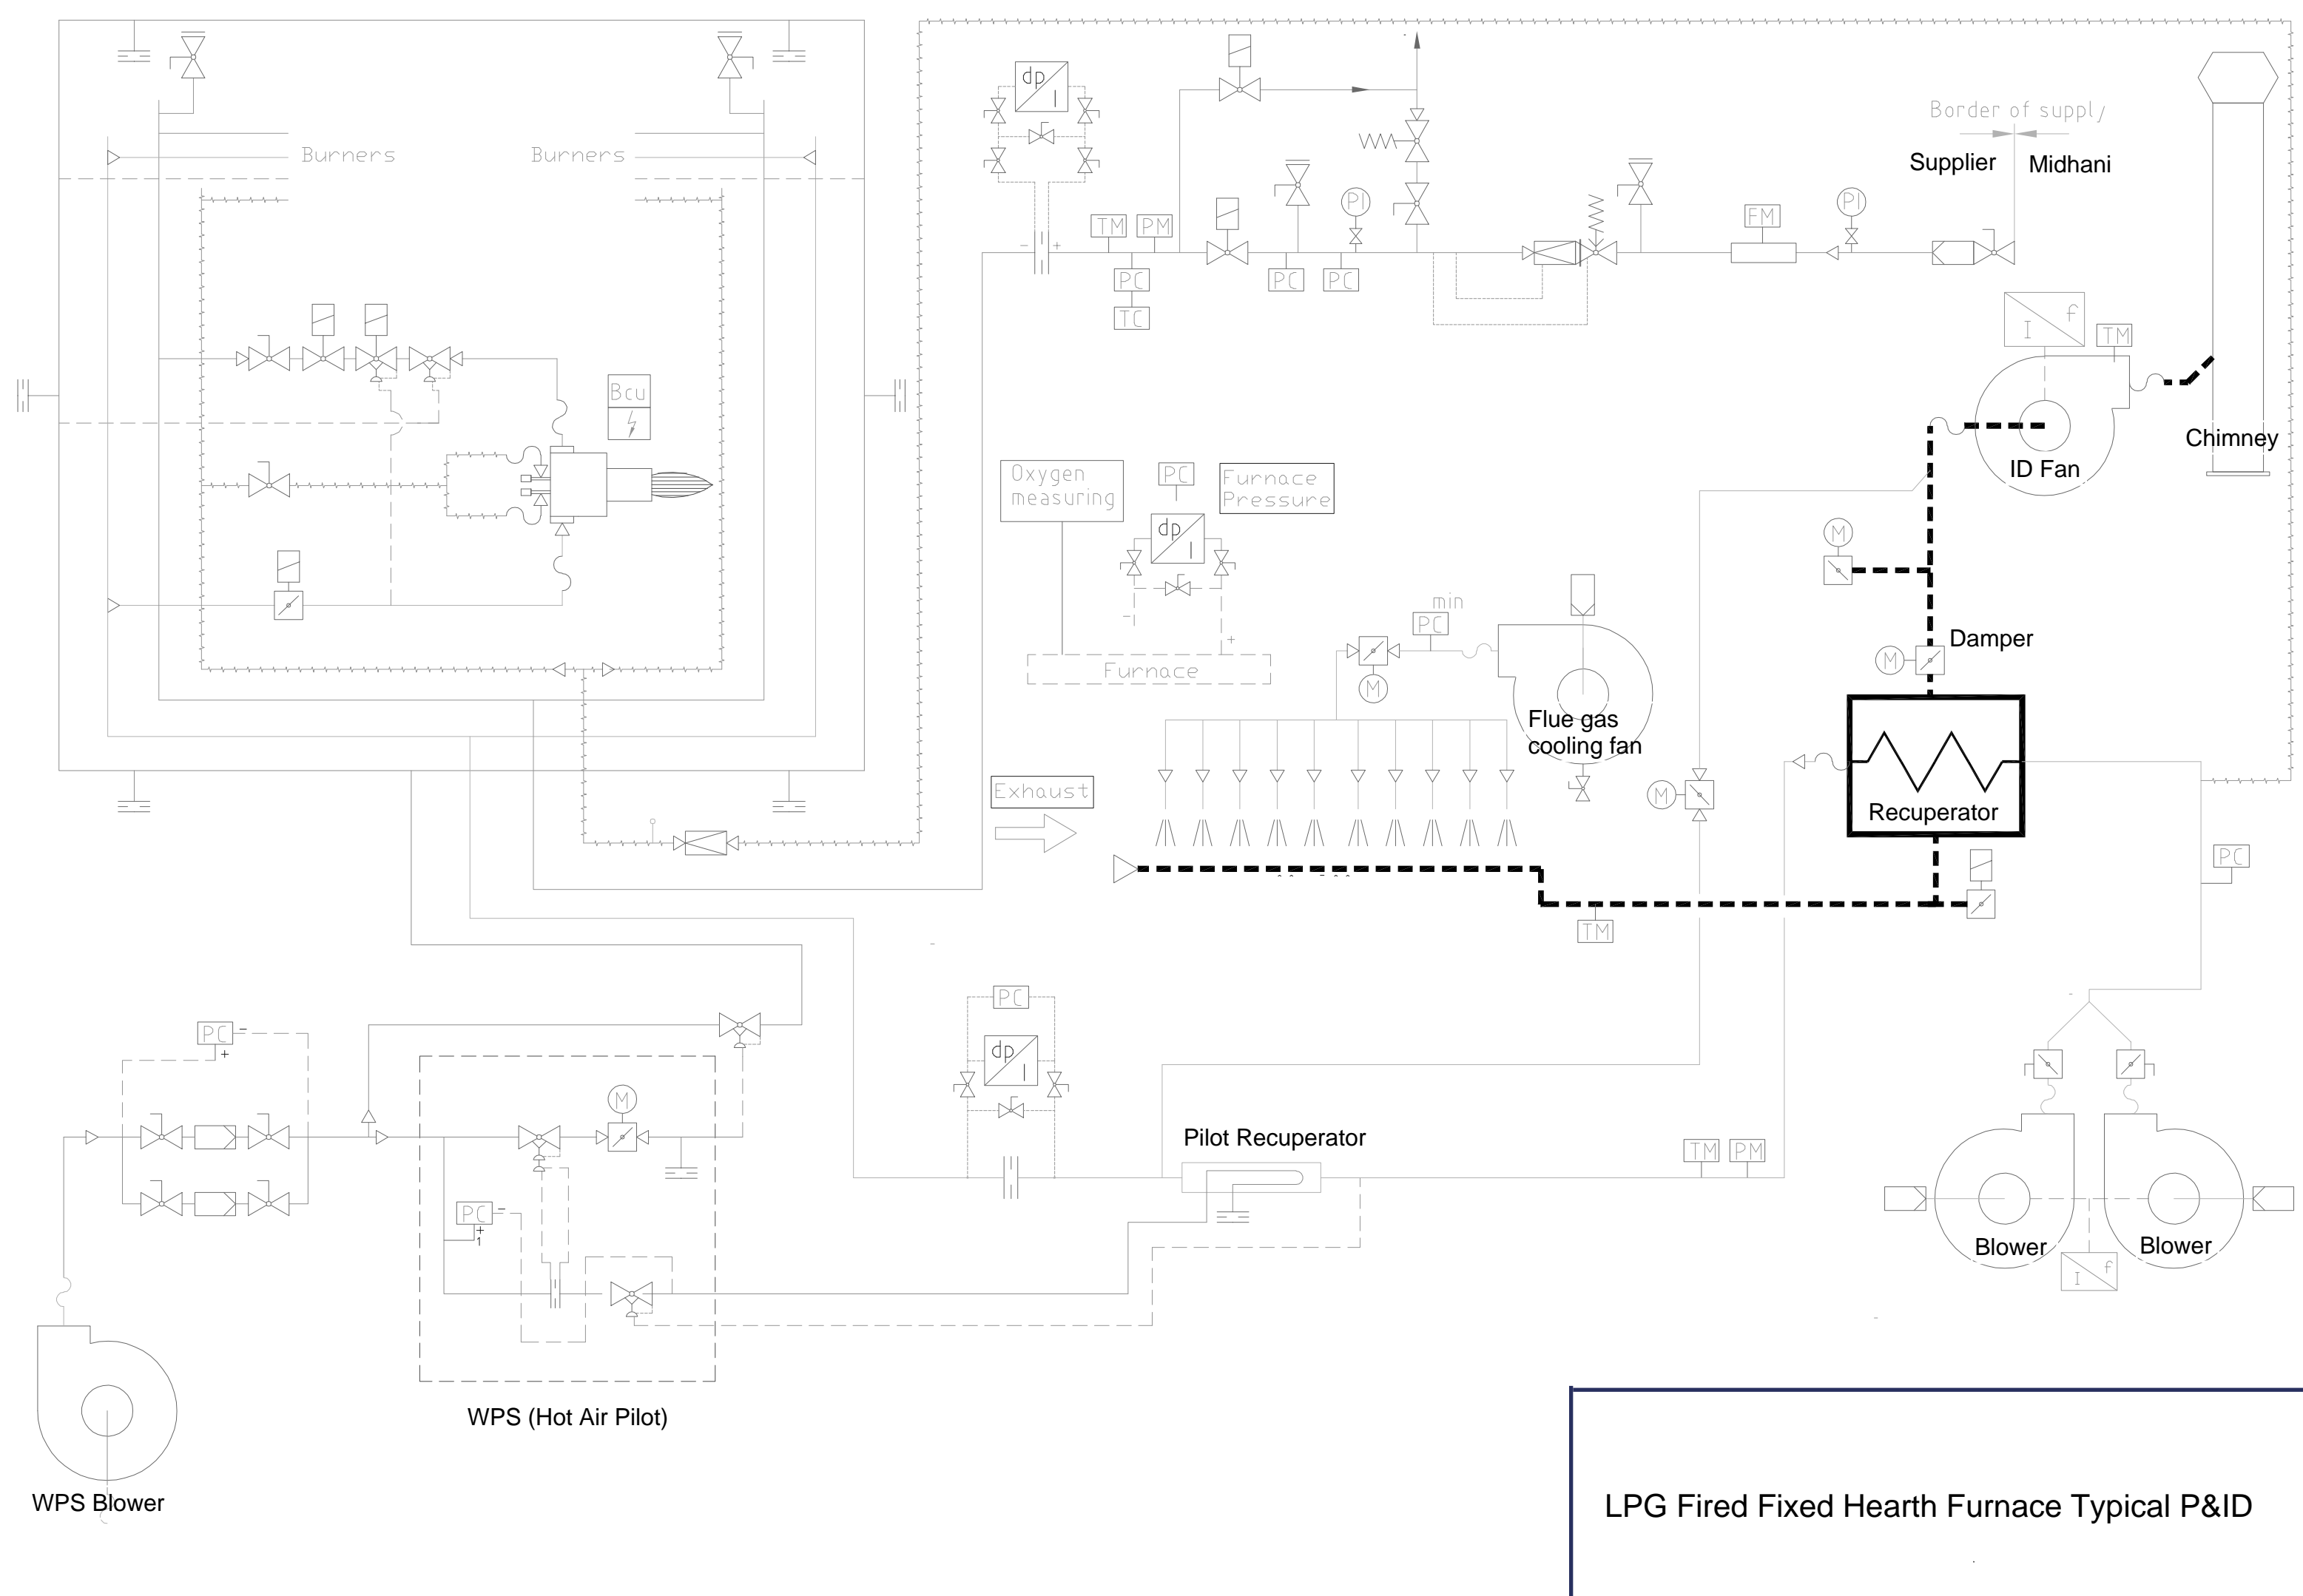 dp
I
Border of supply
Burners
Burners
Supplier
Midhani
PI
PI
FM
TM
PM
-
+
PC
PC
PC
TC
I
f
TM
Bcu
Chimney
ID Fan
Oxygen
measuring
PC
Furnace
Pressure
dp
I
M
min
PC
-
+
Damper
M
Furnace
M
Flue gas
cooling fan
Exhaust
M
Recuperator
PC
TM
PC
PC
-
+
dp
I
M
Pilot Recuperator
TM
PM
PC
-
+
1
Blower
Blower
I
f
WPS (Hot Air Pilot)
WPS Blower
LPG Fired Fixed Hearth Furnace Typical P&ID